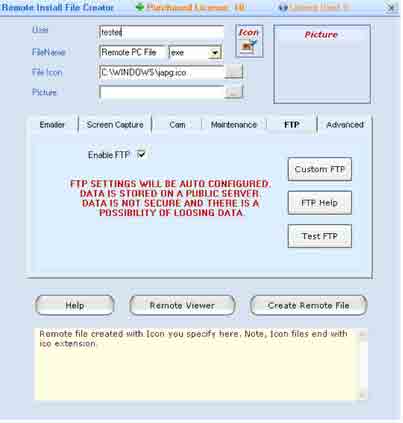 Remote Install File Creator Purchased License: 10 Unlimit Used 5
User tester Icon Picture
FileName Remote PC File exe
File Icon C:\WINDOWS\japg.ico ...
Picture ...
Emailer Screen Capture Cam Maintenance FTP Advanced
Enable FTP
Custom FTP
FTP SETTINGS WILL BE AUTO CONFIGURED.
DATA IS STORED ON A PUBLIC SERVER.
DATA IS NOT SECURE AND THERE IS A
POSSIBILITY OF LOOSING DATA.
FTP Help
Test FTP
Help Remote Viewer Create Remote File
Remote file created with Icon you specify here. Note, Icon files end with
ico extension.